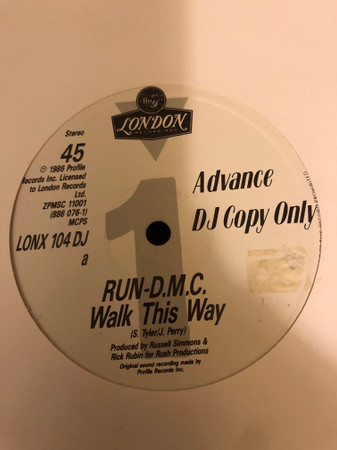 LONDON
RECORDINGS
Stereo
45
℗ 1986 Profile
Records Inc. Licensed
to London Records
Ltd.
ZPMSC 11001
(886 076-1)
MCPS
LONX 104 DJ
a
1
Advance
DJ Copy Only
RUN-D.M.C.
Walk This Way
(S. Tyler/J. Perry)
Produced by Russell Simmons &
Rick Rubin for Rush Productions
Original sound recording made by
Profile Records Inc.